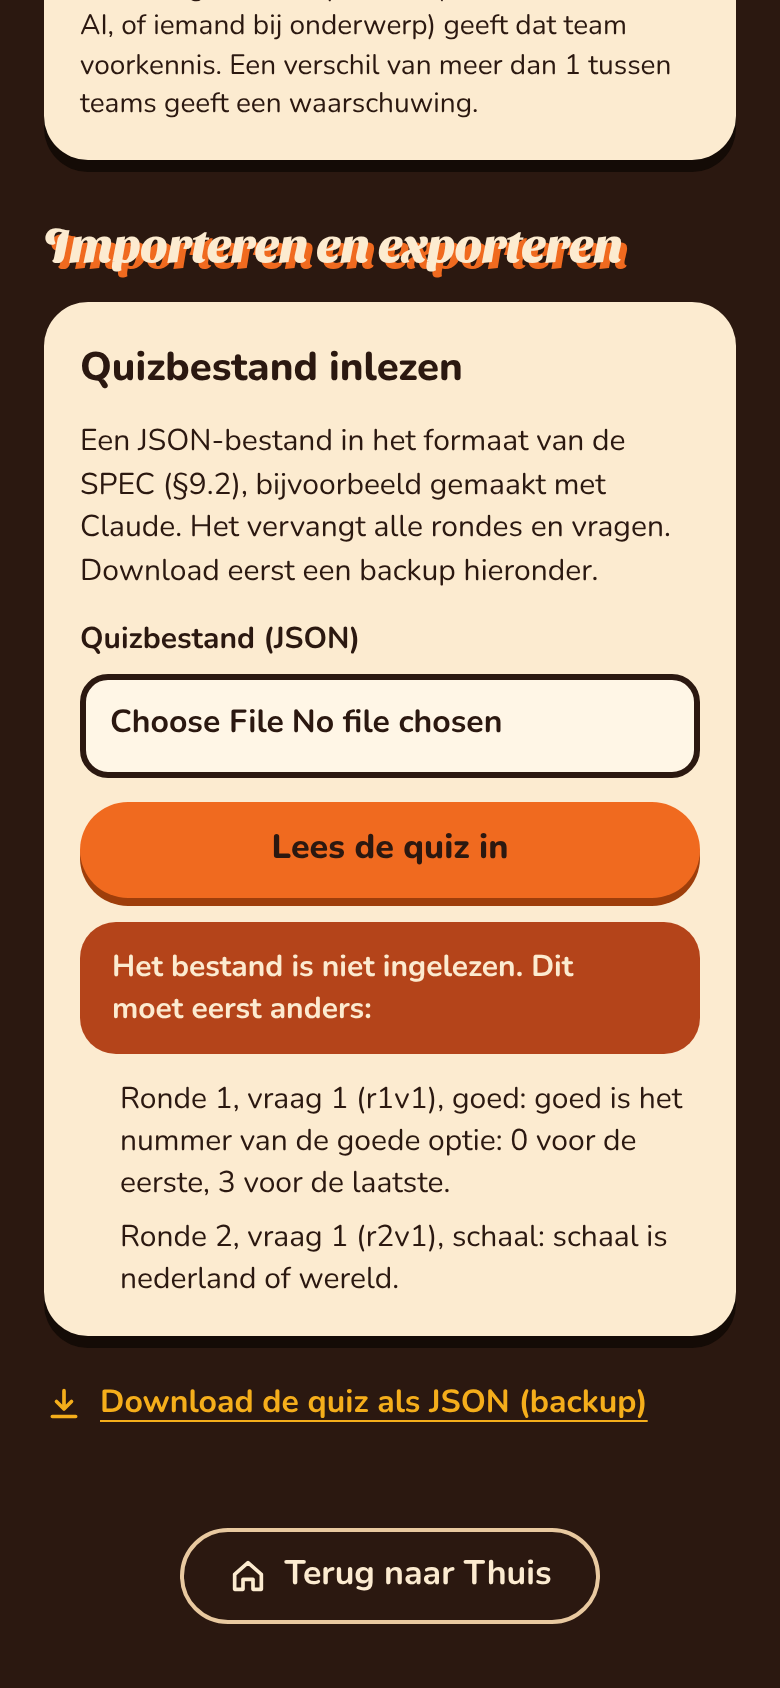 AI, of iemand bij onderwerp) geeft dat team
voorkennis. Een verschil van meer dan 1 tussen
teams geeft een waarschuwing.
Importeren en exporteren
Quizbestand inlezen
Een JSON-bestand in het formaat van de
SPEC (§9.2), bijvoorbeeld gemaakt met
Claude. Het vervangt alle rondes en vragen.
Download eerst een backup hieronder.
Quizbestand (JSON)
Choose File No file chosen
Lees de quiz in
Het bestand is niet ingelezen. Dit
moet eerst anders:
Ronde 1, vraag 1 (r1v1), goed: goed is het
nummer van de goede optie: 0 voor de
eerste, 3 voor de laatste.
Ronde 2, vraag 1 (r2v1), schaal: schaal is
nederland of wereld.
Download de quiz als JSON (backup)
Terug naar Thuis